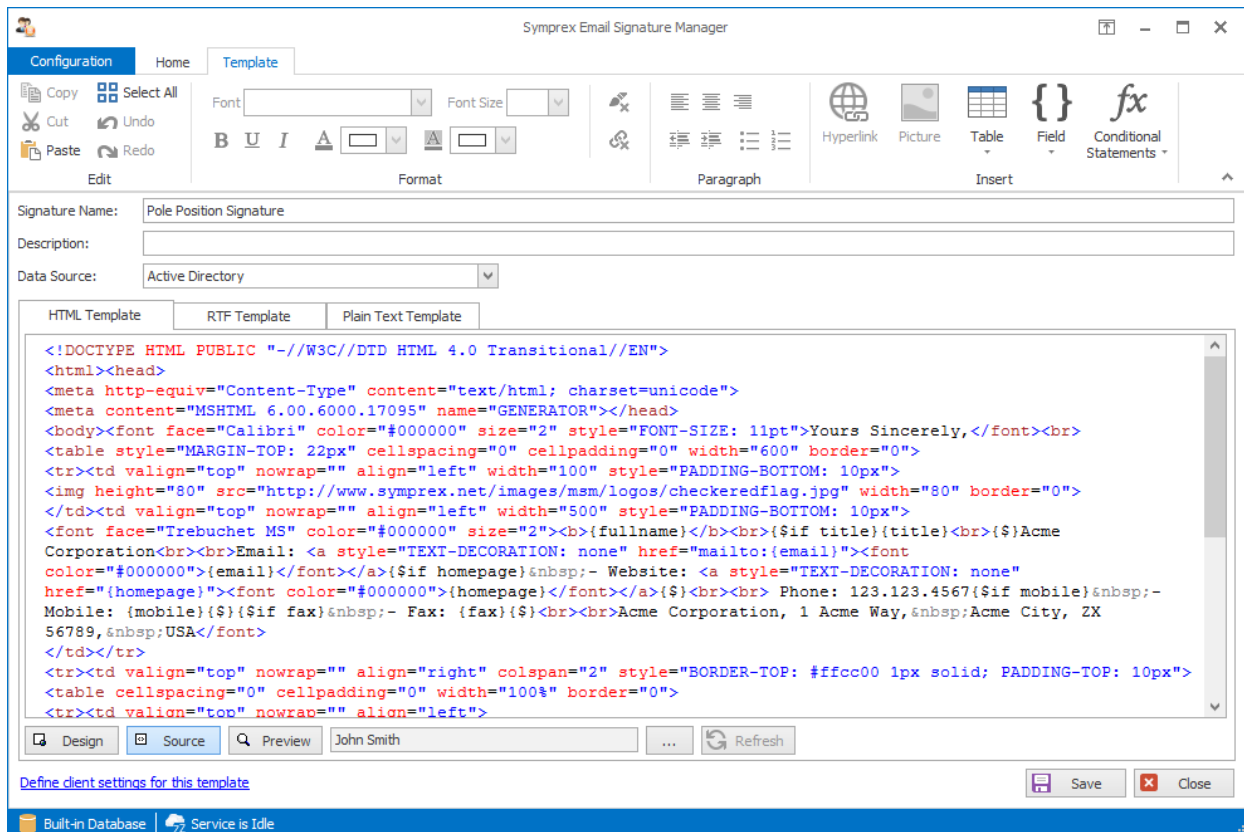 Symprex Email Signature Manager
Configuration Home Template
Copy Select All
Cut Undo
Paste Redo
Edit
Font Font Size
B U I A A
Format
Paragraph
Hyperlink Picture Table Field Conditional Statements
Insert
Signature Name: Pole Position Signature
Description:
Data Source: Active Directory
HTML Template RTF Template Plain Text Template
<!DOCTYPE HTML PUBLIC "-//W3C//DTD HTML 4.0 Transitional//EN">
<html><head>
<meta http-equiv="Content-Type" content="text/html; charset=unicode">
<meta content="MSHTML 6.00.6000.17095" name="GENERATOR"></head>
<body><font face="Calibri" color="#000000" size="2" style="FONT-SIZE: 11pt">Yours Sincerely,</font><br>
<table style="MARGIN-TOP: 22px" cellspacing="0" cellpadding="0" width="600" border="0">
<tr><td valign="top" nowrap="" align="left" width="100" style="PADDING-BOTTOM: 10px">
<img height="80" src="http://www.symprex.net/images/msm/logos/checkeredflag.jpg" width="80" border="0">
</td><td valign="top" nowrap="" align="left" width="500" style="PADDING-BOTTOM: 10px">
<font face="Trebuchet MS" color="#000000" size="2"><b>{fullname}</b><br>{$if title}{title}<br>{$}Acme
Corporation<br><br>Email: <a style="TEXT-DECORATION: none" href="mailto:{email}"><font
color="#000000">{email}</font></a>{$if homepage}&nbsp;- Website: <a style="TEXT-DECORATION: none"
href="{homepage}"><font color="#000000">{homepage}</font></a>{$}<br><br> Phone: 123.123.4567{$if mobile}&nbsp;-
Mobile: {mobile}{$}{$if fax}&nbsp;- Fax: {fax}{$}<br><br>Acme Corporation, 1 Acme Way,&nbsp;Acme City, ZX
56789,&nbsp;USA</font>
</td></tr>
<tr><td valign="top" nowrap="" align="right" colspan="2" style="BORDER-TOP: #ffcc00 1px solid; PADDING-TOP: 10px">
<table cellspacing="0" cellpadding="0" width="100%" border="0">
<tr><td valign="top" nowrap="" align="left">
Design Source Preview John Smith ... Refresh
Define client settings for this template
Save Close
Built-in Database Service is Idle